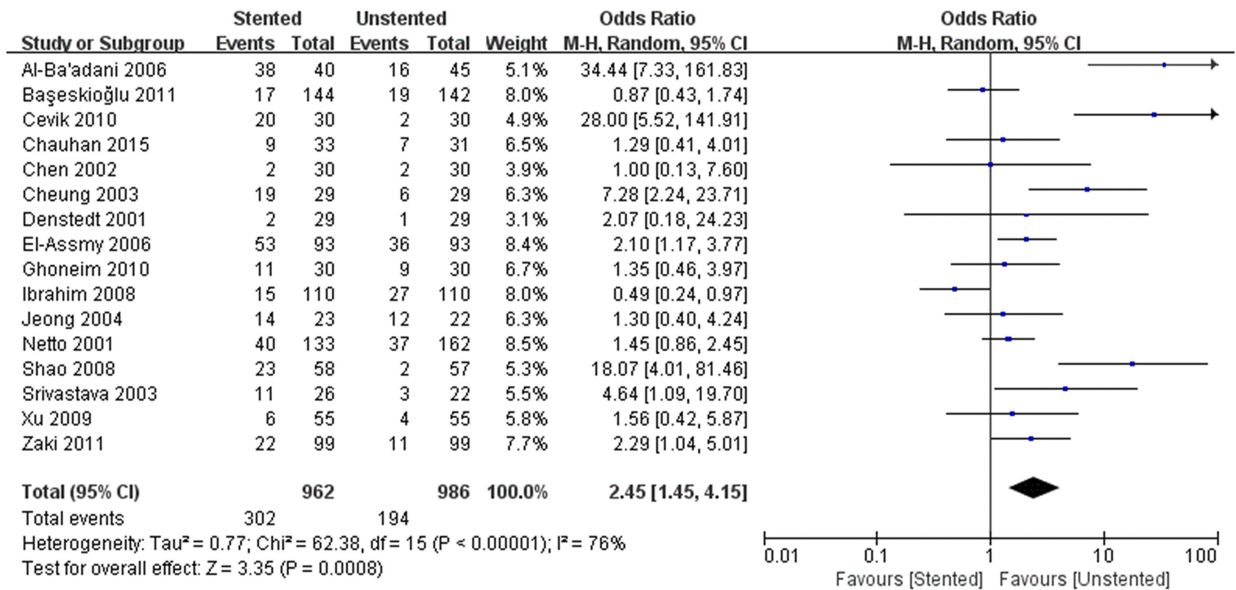 Stented Unstented Odds Ratio Odds Ratio
Study or Subgroup Events Total Events Total Weight M-H, Random, 95% CI M-H, Random, 95% CI
Al-Ba'adani 2006 38 40 16 45 5.1% 34.44 [7.33, 161.83]
Başeskioğlu 2011 17 144 19 142 8.0% 0.87 [0.43, 1.74]
Cevik 2010 20 30 2 30 4.9% 28.00 [5.52, 141.91]
Chauhan 2015 9 33 7 31 6.5% 1.29 [0.41, 4.01]
Chen 2002 2 30 2 30 3.9% 1.00 [0.13, 7.60]
Cheung 2003 19 29 6 29 6.3% 7.28 [2.24, 23.71]
Denstedt 2001 2 29 1 29 3.1% 2.07 [0.18, 24.23]
El-Assmy 2006 53 93 36 93 8.4% 2.10 [1.17, 3.77]
Ghoneim 2010 11 30 9 30 6.7% 1.35 [0.46, 3.97]
Ibrahim 2008 15 110 27 110 8.0% 0.49 [0.24, 0.97]
Jeong 2004 14 23 12 22 6.3% 1.30 [0.40, 4.24]
Netto 2001 40 133 37 162 8.5% 1.45 [0.86, 2.45]
Shao 2008 23 58 2 57 5.3% 18.07 [4.01, 81.46]
Srivastava 2003 11 26 3 22 5.5% 4.64 [1.09, 19.70]
Xu 2009 6 55 4 55 5.8% 1.56 [0.42, 5.87]
Zaki 2011 22 99 11 99 7.7% 2.29 [1.04, 5.01]
Total (95% CI) 962 986 100.0% 2.45 [1.45, 4.15]
Total events 302 194
Heterogeneity: Tau² = 0.77; Chi² = 62.38, df = 15 (P < 0.00001); I² = 76%
Test for overall effect: Z = 3.35 (P = 0.0008)
0.01 0.1 1 10 100
Favours [Stented] Favours [Unstented]